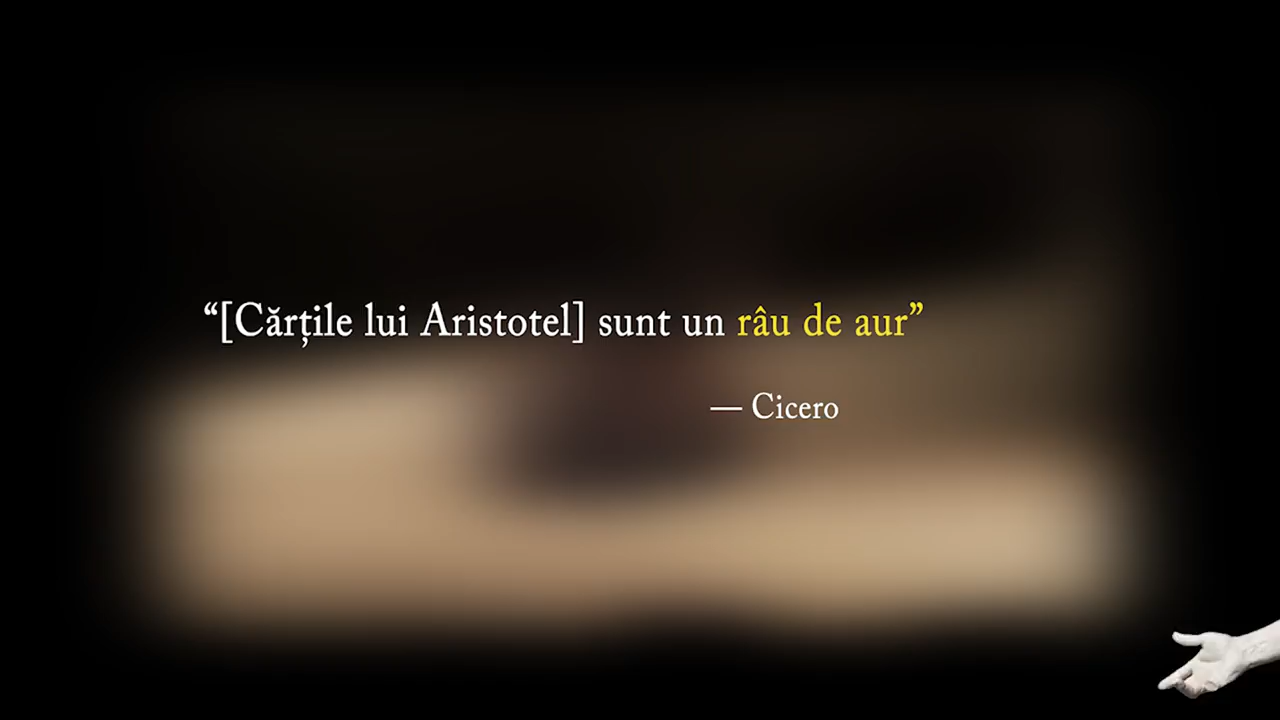 “[Cărțile lui Aristotel] sunt un râu de aur”
— Cicero